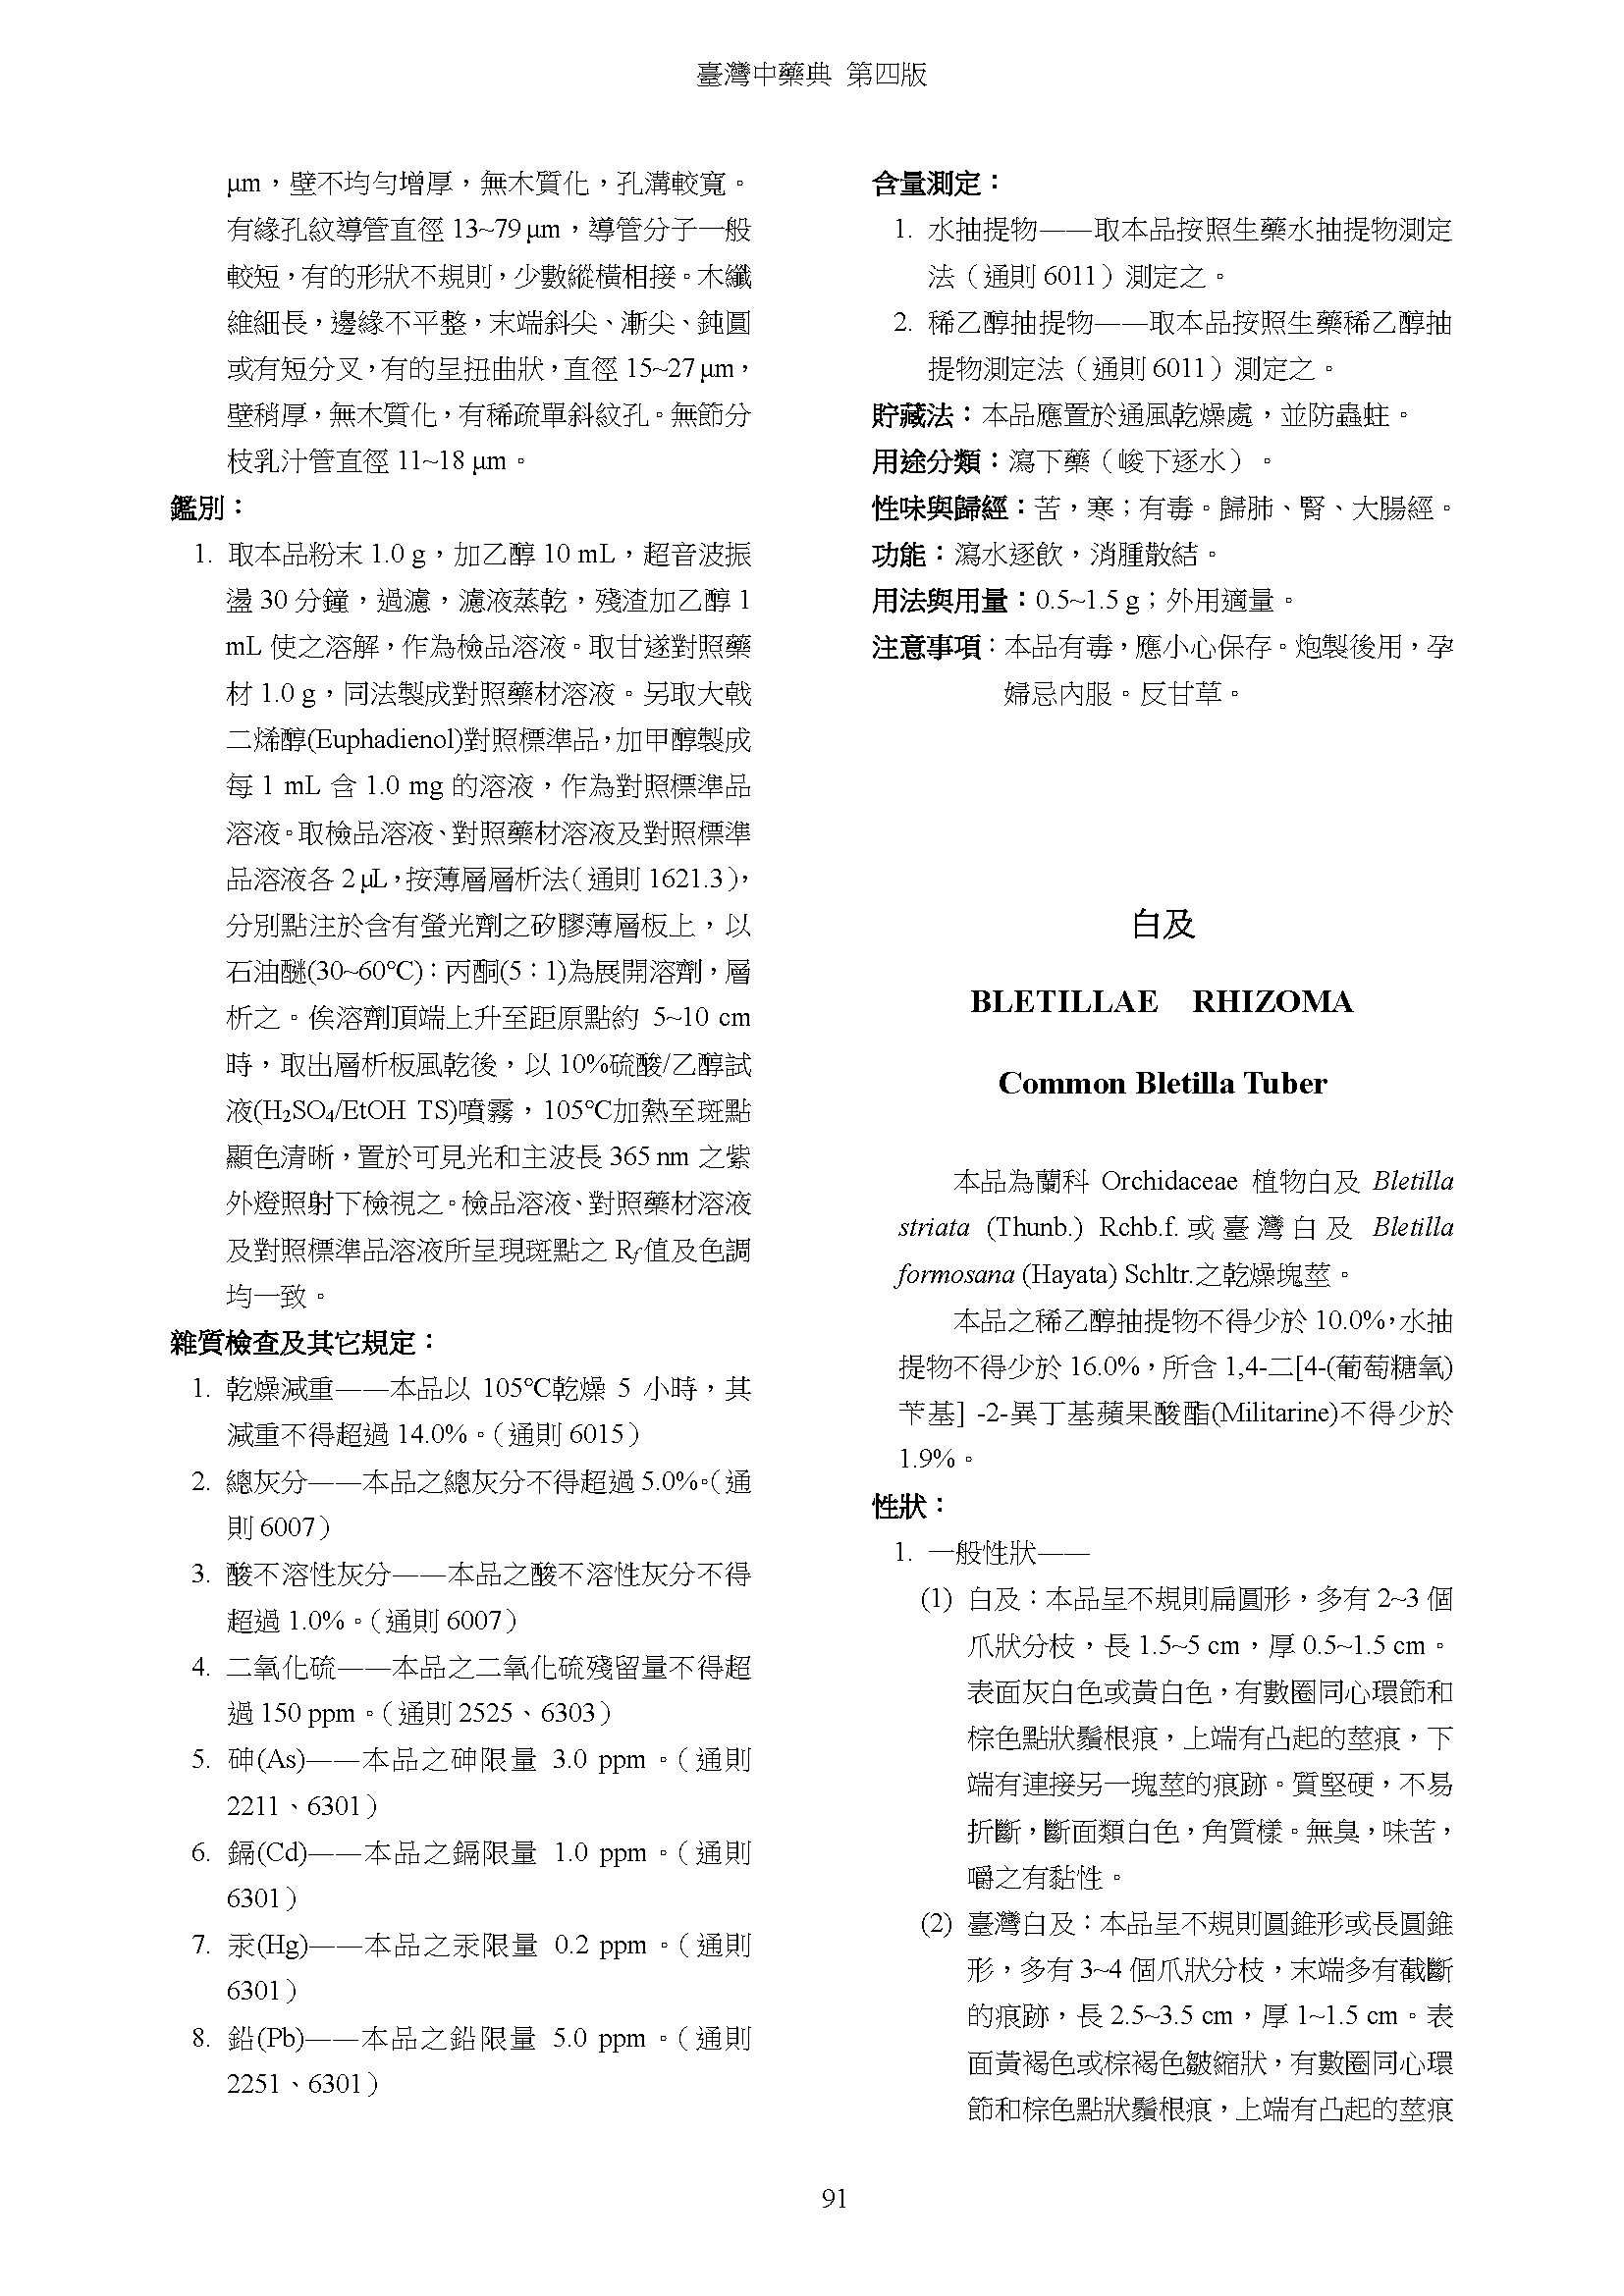 臺灣中藥典 第四版
μm，壁不均勻增厚，無木質化，孔溝較寬。
有緣孔紋導管直徑 13~79 μm，導管分子一般
較短，有的形狀不規則，少數縱橫相接。木纖
維細長，邊緣不平整，末端斜尖、漸尖、鈍圓
或有短分叉，有的呈扭曲狀，直徑 15~27 μm，
壁稍厚，無木質化，有稀疏單斜紋孔。無節分
枝乳汁管直徑 11~18 μm。
鑑別：
1. 取本品粉末 1.0 g，加乙醇 10 mL，超音波振
盪 30 分鐘，過濾，濾液蒸乾，殘渣加乙醇 1
mL 使之溶解，作為檢品溶液。取甘遂對照藥
材 1.0 g，同法製成對照藥材溶液。另取大戟
二烯醇(Euphadienol)對照標準品，加甲醇製成
每 1 mL 含 1.0 mg 的溶液，作為對照標準品
溶液。取檢品溶液、對照藥材溶液及對照標準
品溶液各 2 μL，按薄層層析法（通則 1621.3），
分別點注於含有螢光劑之矽膠薄層板上，以
石油醚(30~60℃)：丙酮(5：1)為展開溶劑，層
析之。俟溶劑頂端上升至距原點約 5~10 cm
時，取出層析板風乾後，以 10%硫酸/乙醇試
液(H₂SO₄/EtOH TS)噴霧，105℃加熱至斑點
顯色清晰，置於可見光和主波長 365 nm 之紫
外燈照射下檢視之。檢品溶液、對照藥材溶液
及對照標準品溶液所呈現斑點之 Rf值及色調
均一致。
雜質檢查及其它規定：
1. 乾燥減重——本品以 105℃乾燥 5 小時，其
減重不得超過 14.0%。（通則 6015）
2. 總灰分——本品之總灰分不得超過 5.0%。（通
則 6007）
3. 酸不溶性灰分——本品之酸不溶性灰分不得
超過 1.0%。（通則 6007）
4. 二氧化硫——本品之二氧化硫殘留量不得超
過 150 ppm。（通則 2525、6303）
5. 砷(As)——本品之砷限量 3.0 ppm。（通則
2211、6301）
6. 鎘(Cd)——本品之鎘限量 1.0 ppm。（通則
6301）
7. 汞(Hg)——本品之汞限量 0.2 ppm。（通則
6301）
8. 鉛(Pb)——本品之鉛限量 5.0 ppm。（通則
2251、6301）
含量測定：
1. 水抽提物——取本品按照生藥水抽提物測定
法（通則 6011）測定之。
2. 稀乙醇抽提物——取本品按照生藥稀乙醇抽
提物測定法（通則 6011）測定之。
貯藏法：本品應置於通風乾燥處，並防蟲蛀。
用途分類：瀉下藥（峻下逐水）。
性味與歸經：苦，寒；有毒。歸肺、腎、大腸經。
功能：瀉水逐飲，消腫散結。
用法與用量：0.5~1.5 g；外用適量。
注意事項：本品有毒，應小心保存。炮製後用，孕
婦忌內服。反甘草。
白及
BLETILLAE RHIZOMA
Common Bletilla Tuber
本品為蘭科 Orchidaceae 植物白及 Bletilla
striata (Thunb.) Rchb.f.或臺灣白及 Bletilla
formosana (Hayata) Schltr.之乾燥塊莖。
本品之稀乙醇抽提物不得少於 10.0%，水抽
提物不得少於 16.0%，所含 1,4-二[4-(葡萄糖氧)
苄基] -2-異丁基蘋果酸酯(Militarine)不得少於
1.9%。
性狀：
1. 一般性狀——
(1) 白及：本品呈不規則扁圓形，多有 2~3 個
爪狀分枝，長 1.5~5 cm，厚 0.5~1.5 cm。
表面灰白色或黃白色，有數圈同心環節和
棕色點狀鬚根痕，上端有凸起的莖痕，下
端有連接另一塊莖的痕跡。質堅硬，不易
折斷，斷面類白色，角質樣。無臭，味苦，
嚼之有黏性。
(2) 臺灣白及：本品呈不規則圓錐形或長圓錐
形，多有 3~4 個爪狀分枝，末端多有截斷
的痕跡，長 2.5~3.5 cm，厚 1~1.5 cm。表
面黃褐色或棕褐色皺縮狀，有數圈同心環
節和棕色點狀鬚根痕，上端有凸起的莖痕
91